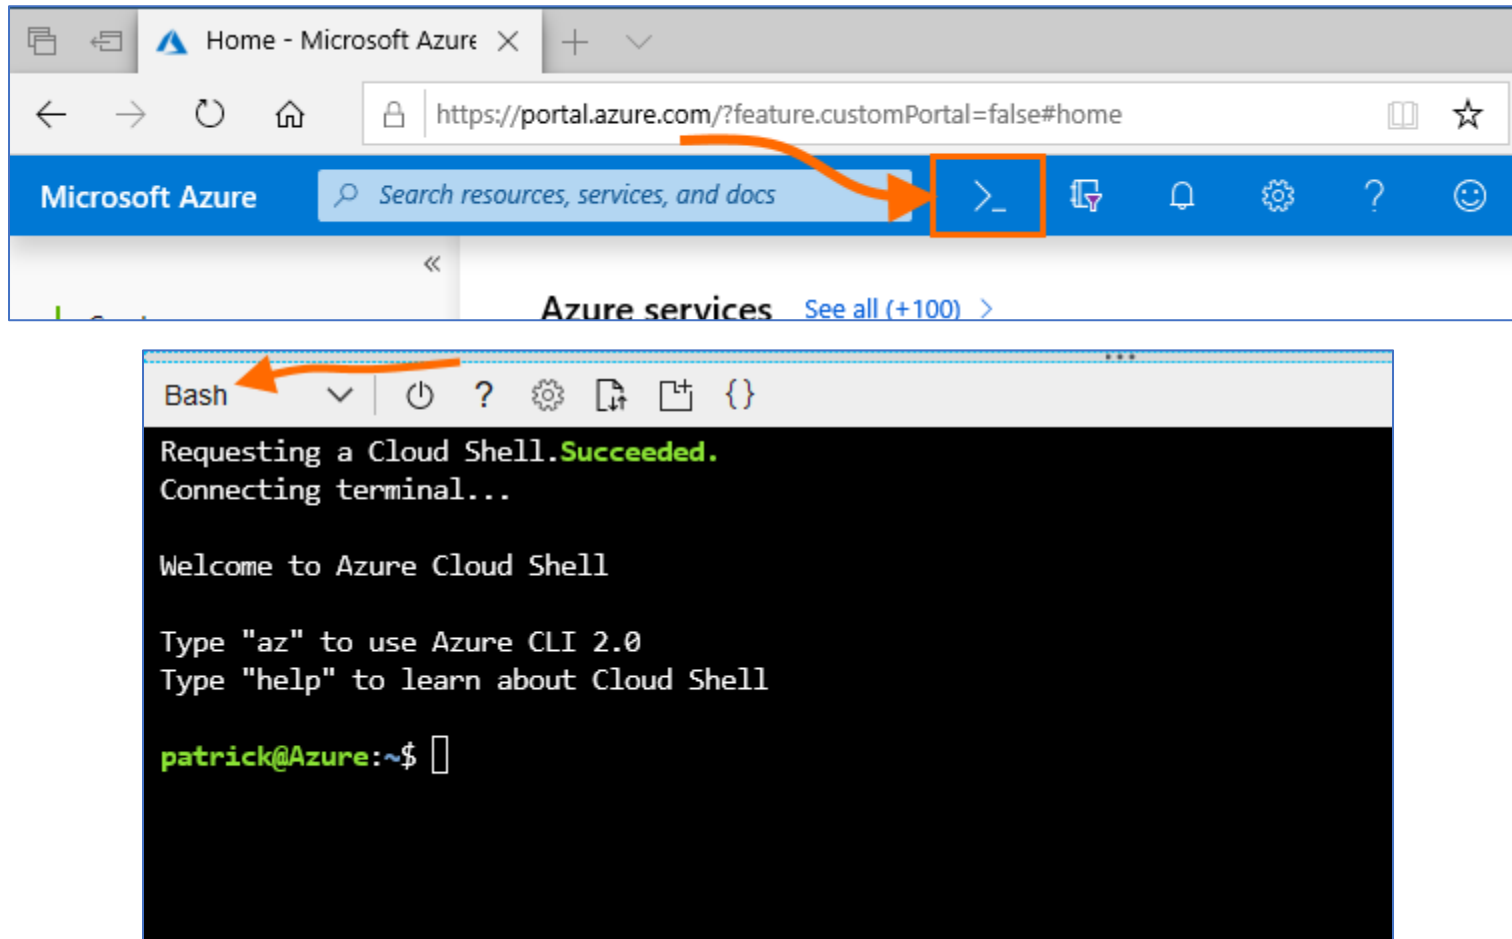 Home - Microsoft Azure
https://portal.azure.com/?feature.customPortal=false#home
Microsoft Azure
Search resources, services, and docs
>_
?
«
Azure services See all (+100) >
Bash
? {}
Requesting a Cloud Shell.Succeeded.
Connecting terminal...
Welcome to Azure Cloud Shell
Type "az" to use Azure CLI 2.0
Type "help" to learn about Cloud Shell
patrick@Azure:~$